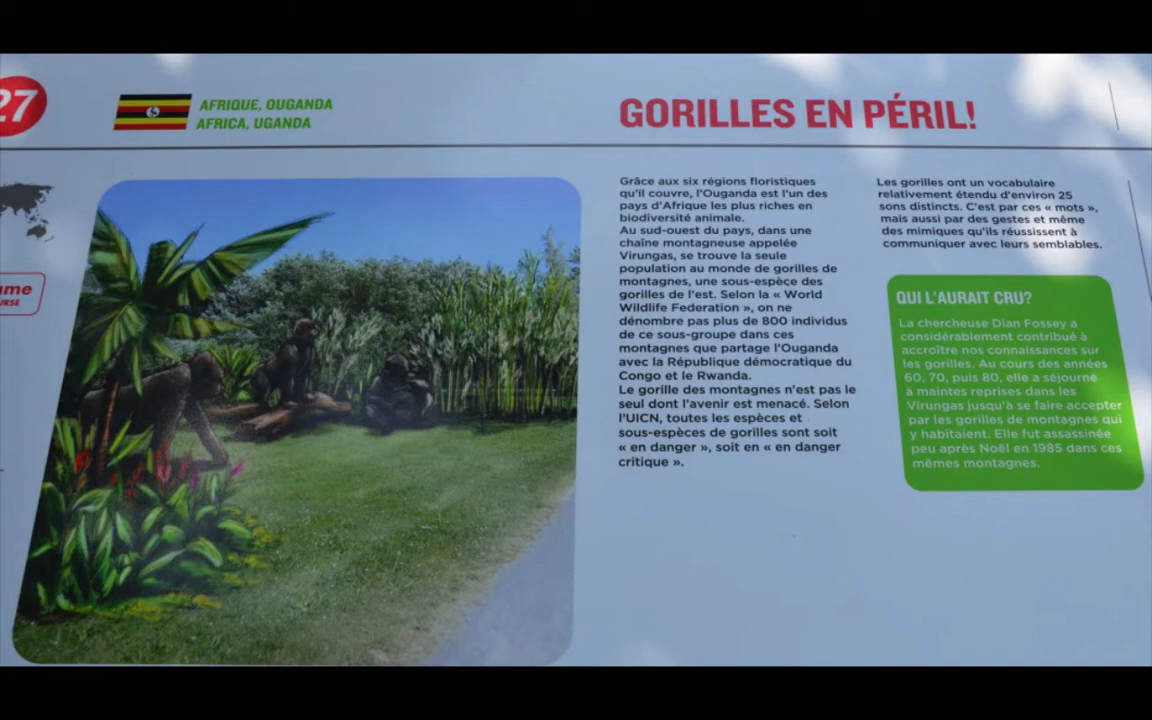 27
AFRIQUE, OUGANDA
AFRICA, UGANDA
GORILLES EN PÉRIL!
Grâce aux six régions floristiques
qu'il couvre, l'Ouganda est l'un des
pays d'Afrique les plus riches en
biodiversité animale.
Au sud-ouest du pays, dans une
chaîne montagneuse appelée
Virungas, se trouve la seule
population au monde de gorilles de
montagnes, une sous-espèce des
gorilles de l'est. Selon la « World
Wildlife Federation », on ne
dénombre pas plus de 800 individus
de ce sous-groupe dans ces
montagnes que partage l'Ouganda
avec la République démocratique du
Congo et le Rwanda.
Le gorille des montagnes n'est pas le
seul dont l'avenir est menacé. Selon
l'UICN, toutes les espèces et
sous-espèces de gorilles sont soit
« en danger », soit en « en danger
critique ».
Les gorilles ont un vocabulaire
relativement étendu d'environ 25
sons distincts. C'est par ces « mots »,
mais aussi par des gestes et même
des mimiques qu'ils réussissent à
communiquer avec leurs semblables.
QUI L'AURAIT CRU?
La chercheuse Dian Fossey a
considérablement contribué à
accroître nos connaissances sur
les gorilles. Au cours des années
60, 70, puis 80, elle a séjourné
à maintes reprises dans les
Virungas jusqu'à se faire accepter
par les gorilles de montagnes qui
y habitaient. Elle fut assassinée
peu après Noël en 1985 dans ces
mêmes montagnes.